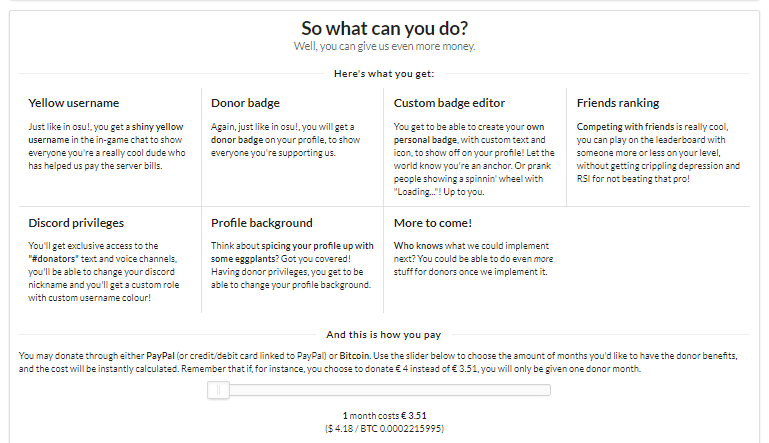 So what can you do?
Well, you can give us even more money.
Here's what you get:
Yellow username
Just like in osu!, you get a shiny yellow
username in the in-game chat to show
everyone you're a really cool dude who
has helped us pay the server bills.
Donor badge
Again, just like in osu!, you will get a
donor badge on your profile, to show
everyone you're supporting us.
Custom badge editor
You get to be able to create your own
personal badge, with custom text and
icon, to show off on your profile! Let the
world know you're an anchor. Or prank
people showing a spinnin' wheel with
"Loading..."! Up to you.
Friends ranking
Competing with friends is really cool,
you can play on the leaderboard with
someone more or less on your level,
without getting crippling depression and
RSI for not beating that pro!
Discord privileges
You'll get exclusive access to the
"#donators" text and voice channels,
you'll be able to change your discord
nickname and you'll get a custom role
with custom username colour!
Profile background
Think about spicing your profile up with
some eggplants? Got you covered!
Having donor privileges, you get to be
able to change your profile background.
More to come!
Who knows what we could implement
next? You could be able to do even more
stuff for donors once we implement it.
And this is how you pay
You may donate through either PayPal (or credit/debit card linked to PayPal) or Bitcoin. Use the slider below to choose the amount of months you'd like to have the donor benefits,
and the cost will be instantly calculated. Remember that if, for instance, you choose to donate € 4 instead of € 3.51, you will only be given one donor month.
1 month costs € 3.51
($ 4.18 / BTC 0.0002215995)